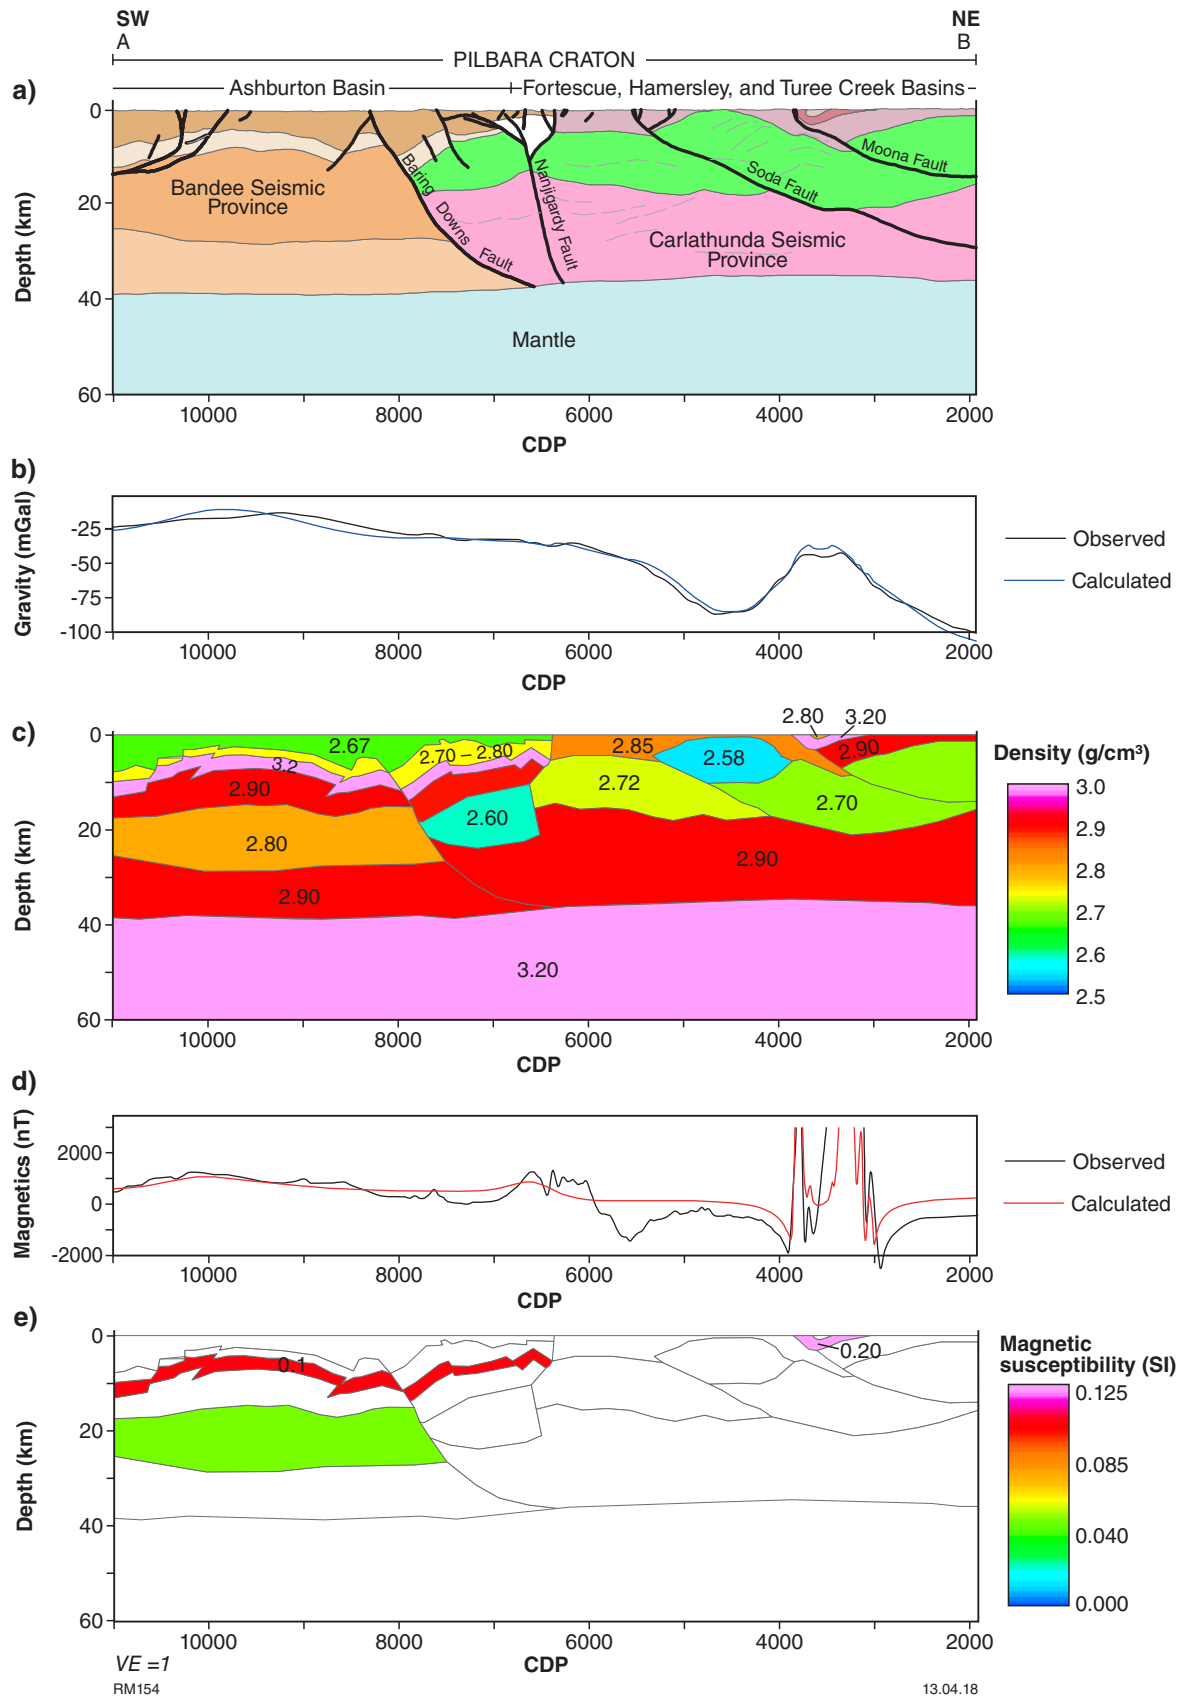 SW NE
A B
PILBARA CRATON
a) Ashburton Basin Fortescue, Hamersley, and Turee Creek Basins
0
20
40
60
Depth (km)
Bandee Seismic
Province
Baring Downs Fault
Nanjigardy Fault
Soda Fault
Moona Fault
Carlathunda Seismic
Province
Mantle
10000 8000 6000 4000 2000
CDP
b)
Gravity (mGal)
-25
-50
-75
-100
Observed
Calculated
10000 8000 6000 4000 2000
CDP
c)
2.80 3.20
0
20
40
60
Depth (km)
2.67
2.70 – 2.80
2.85
2.58
2.90
3.2
2.90
2.72
2.70
2.60
2.80
2.90
2.90
3.20
Density (g/cm³)
3.0
2.9
2.8
2.7
2.6
2.5
10000 8000 6000 4000 2000
CDP
d)
Magnetics (nT)
2000
0
-2000
Observed
Calculated
10000 8000 6000 4000 2000
CDP
e)
0
20
40
60
Depth (km)
0.1
0.20
Magnetic
susceptibility (SI)
0.125
0.085
0.040
0.000
10000 8000 6000 4000 2000
VE =1
CDP
RM154 13.04.18